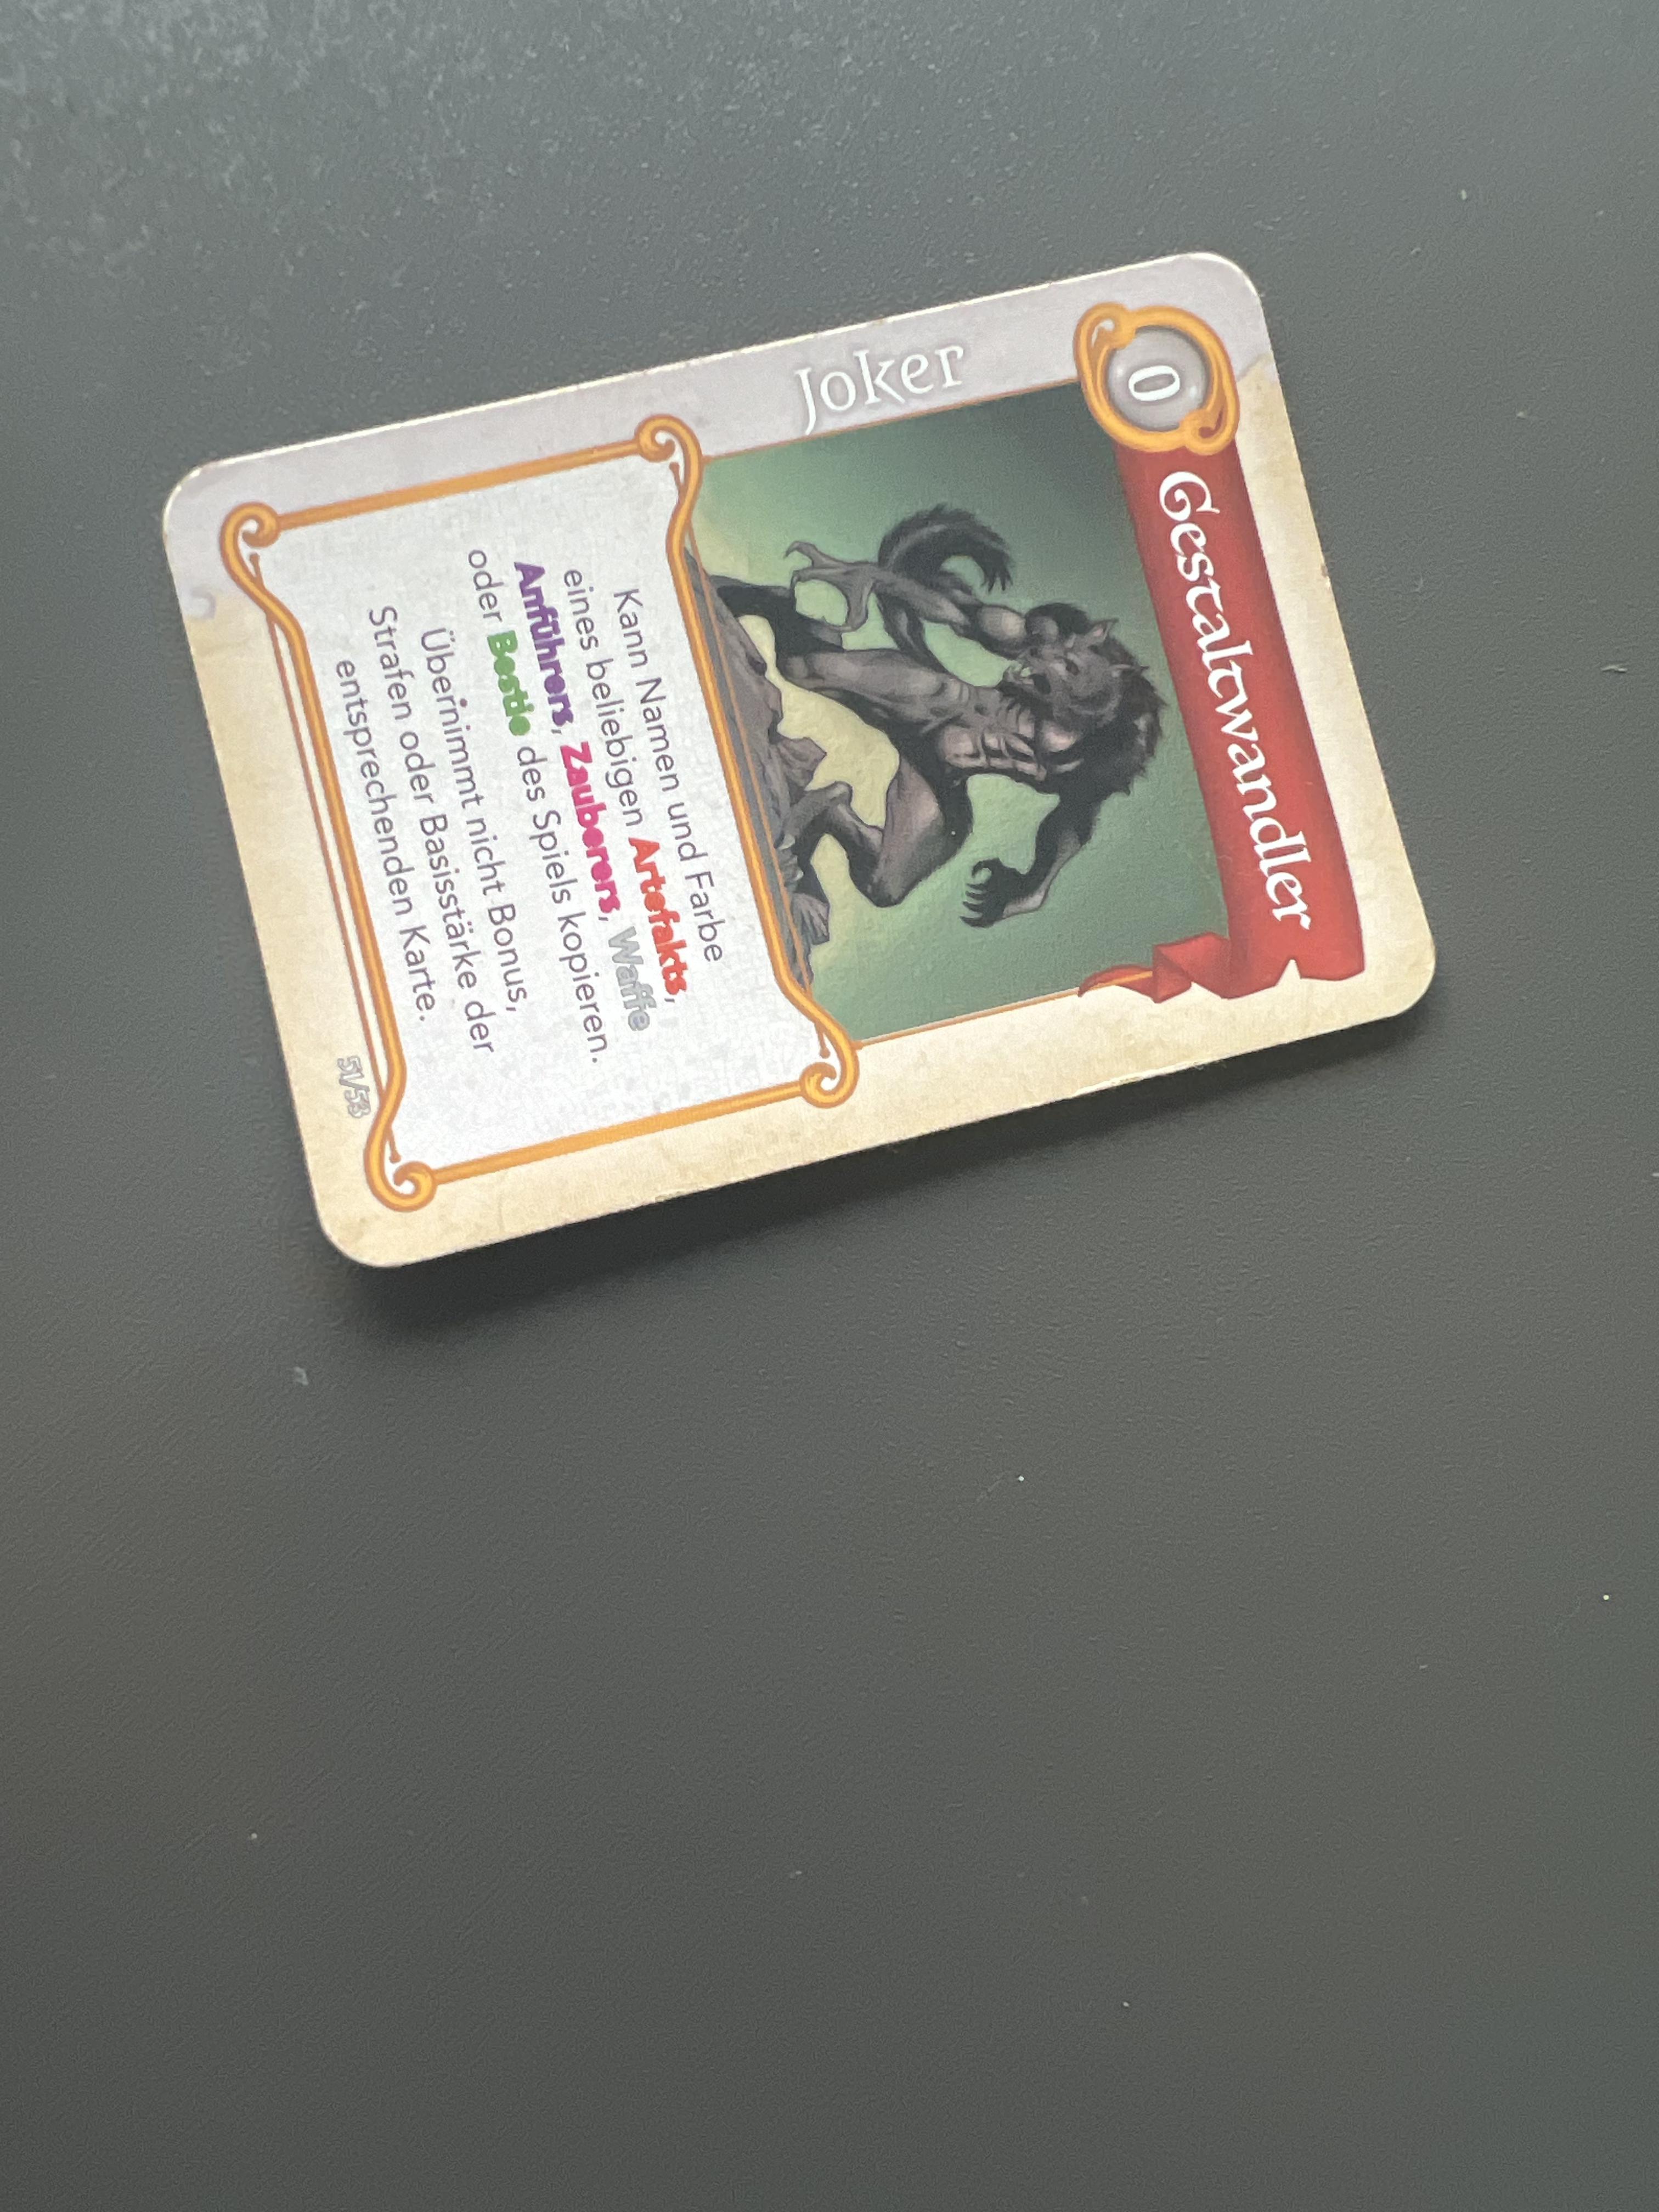 0
Gestaltwandler
Joker
Kann Namen und Farbe
eines beliebigen Artefakts,
Anführers, Zauberers, Waffe
oder Bestie des Spiels kopieren.
Übernimmt nicht Bonus,
Strafen oder Basisstärke der
entsprechenden Karte.
51/53